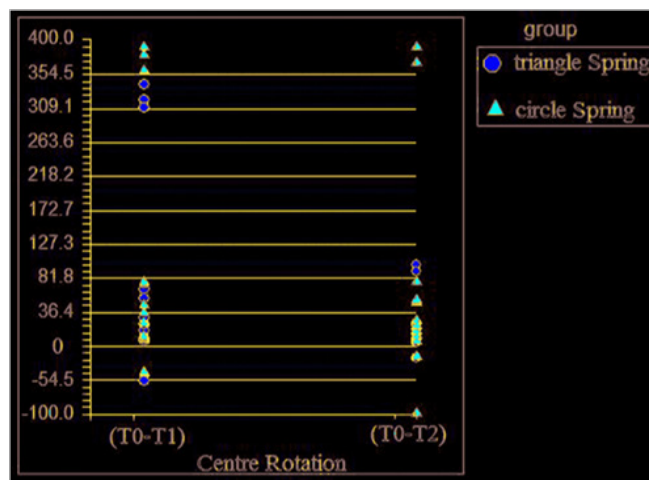 group
triangle Spring
circle Spring
400.0
354.5
309.1
263.6
218.2
172.7
127.3
81.8
36.4
0
-54.5
-100.0
(T0-T1)
(T0-T2)
Centre Rotation